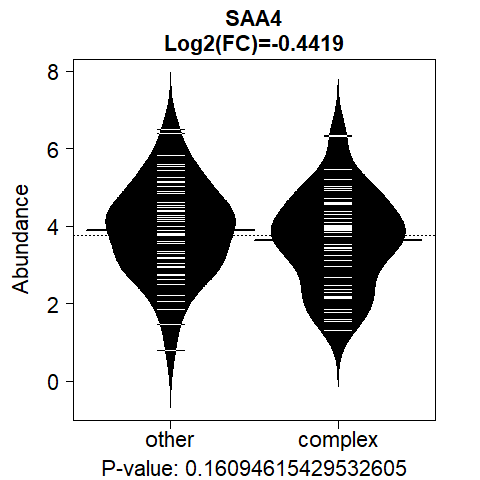 SAA4
Log2(FC)=-0.4419
Abundance
8
6
4
2
0
other complex
P-value: 0.16094615429532605